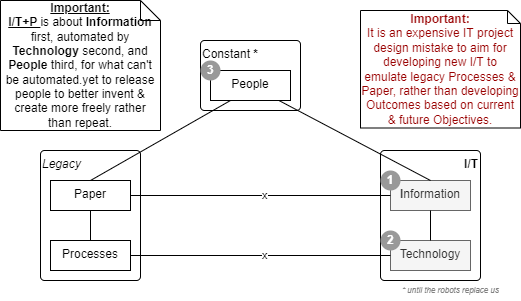 Important:
I/T+P is about Information
first, automated by
Technology second, and
People third, for what can't
be automated.yet to release
people to better invent &
create more freely rather
than repeat.
Important:
It is an expensive IT project
design mistake to aim for
developing new I/T to
emulate legacy Processes &
Paper, rather than developing
Outcomes based on current
& future Objectives.
Constant *
3
People
Legacy
Paper
Processes
I/T
1
Information
2
Technology
x
x
* until the robots replace us